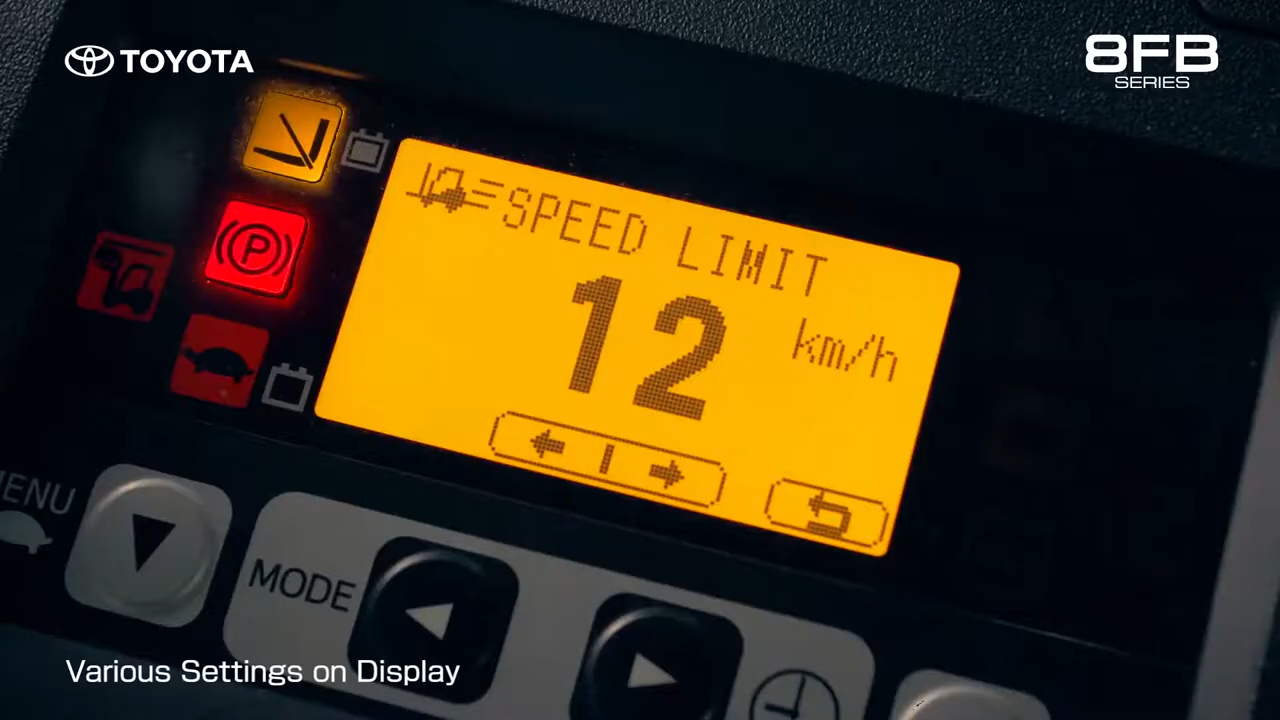 TOYOTA
8FB
SERIES
SPEED LIMIT
12 km/h
P
MENU
MODE
Various Settings on Display